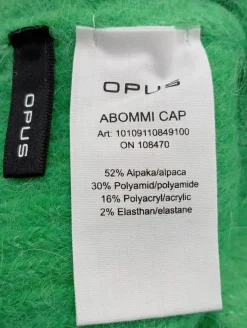 OPUS
OPUS
ABOMMI CAP
Art: 10109110849100
ON 108470
52% Alpaka/alpaca
30% Polyamid/polyamide
16% Polyacryl/acrylic
2% Elasthan/elastane